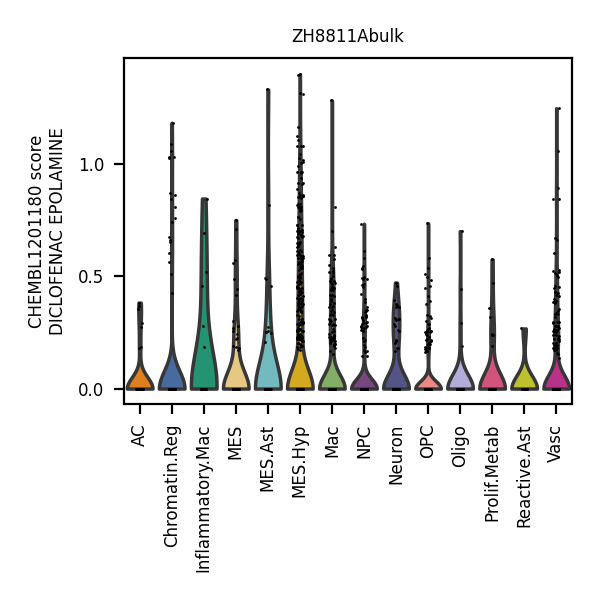 ZH8811Abulk
CHEMBL1201180 score
DICLOFENAC EPOLAMINE
1.0
0.5
0.0
AC
Chromatin.Reg
Inflammatory.Mac
MES
MES.Ast
MES.Hyp
Mac
NPC
Neuron
OPC
Oligo
Prolif.Metab
Reactive.Ast
Vasc